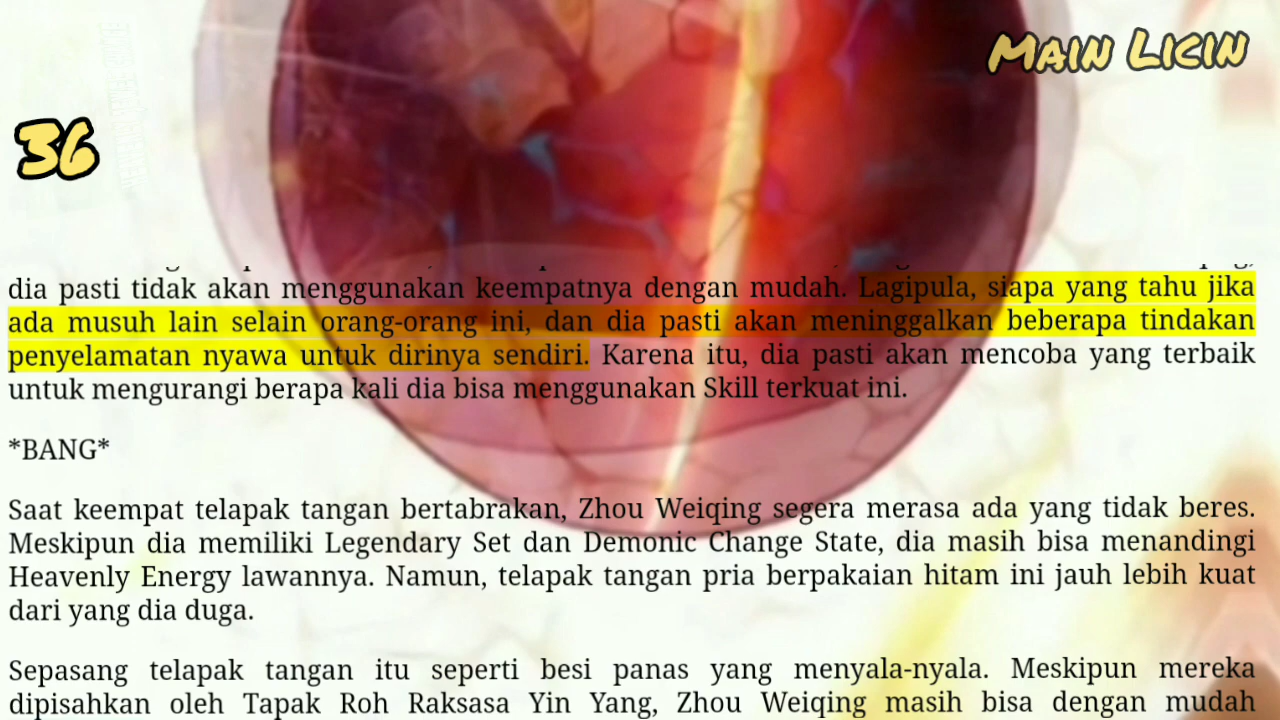 Main Licin
36
dia pasti tidak akan menggunakan keempatnya dengan mudah. Lagipula, siapa yang tahu jika
ada musuh lain selain orang-orang ini, dan dia pasti akan meninggalkan beberapa tindakan
penyelamatan nyawa untuk dirinya sendiri. Karena itu, dia pasti akan mencoba yang terbaik
untuk mengurangi berapa kali dia bisa menggunakan Skill terkuat ini.
*BANG*
Saat keempat telapak tangan bertabrakan, Zhou Weiqing segera merasa ada yang tidak beres.
Meskipun dia memiliki Legendary Set dan Demonic Change State, dia masih bisa menandingi
Heavenly Energy lawannya. Namun, telapak tangan pria berpakaian hitam ini jauh lebih kuat
dari yang dia duga.
Sepasang telapak tangan itu seperti besi panas yang menyala-nyala. Meskipun mereka
dipisahkan oleh Tapak Roh Raksasa Yin Yang, Zhou Weiqing masih bisa dengan mudah